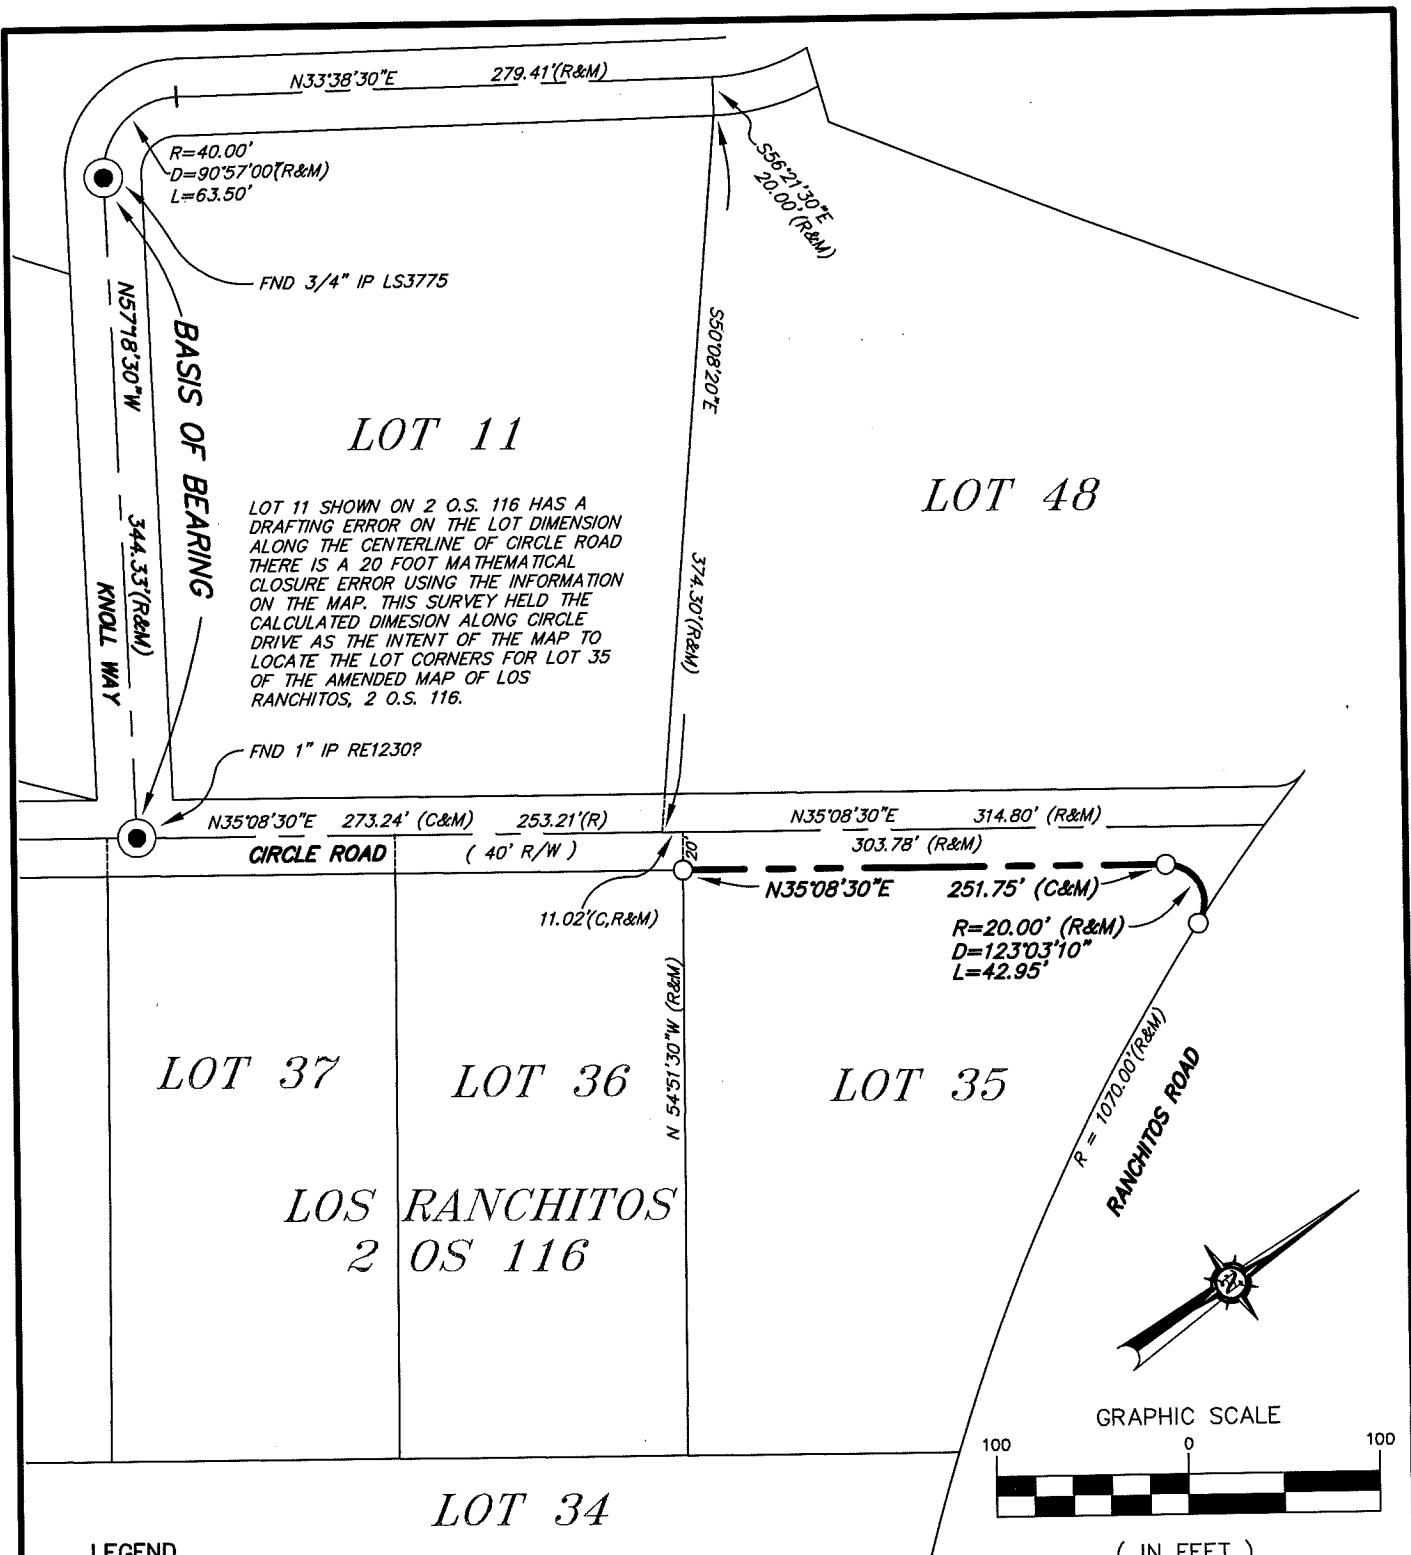 N33°38'30"E 279.41'(R&M)
R=40.00'
D=90°57'00"(R&M)
L=63.50'
S56°21'30"E
20.00'(R&M)
FND 3/4" IP LS3775
N57°18'30"W
344.33'(R&M)
KNOLL WAY
BASIS OF BEARING
S50°08'20"E
374.30'(R&M)
LOT 11
LOT 48
LOT 11 SHOWN ON 2 O.S. 116 HAS A
DRAFTING ERROR ON THE LOT DIMENSION
ALONG THE CENTERLINE OF CIRCLE ROAD
THERE IS A 20 FOOT MATHEMATICAL
CLOSURE ERROR USING THE INFORMATION
ON THE MAP. THIS SURVEY HELD THE
CALCULATED DIMESION ALONG CIRCLE
DRIVE AS THE INTENT OF THE MAP TO
LOCATE THE LOT CORNERS FOR LOT 35
OF THE AMENDED MAP OF LOS
RANCHITOS, 2 O.S. 116.
FND 1" IP RE1230?
N35°08'30"E 273.24' (C&M) 253.21'(R)
N35°08'30"E 314.80' (R&M)
CIRCLE ROAD ( 40' R/W )
20'
303.78' (R&M)
N35°08'30"E 251.75' (C&M)
11.02'(C,R&M)
R=20.00' (R&M)
D=123°03'10"
L=42.95'
N 54°51'30"W (R&M)
R = 1070.00'(R&M)
RANCHITOS ROAD
LOT 37
LOT 36
LOT 35
LOS RANCHITOS
2 OS 116
N
GRAPHIC SCALE
100 0 100
( IN FEET )
LOT 34
LEGEND